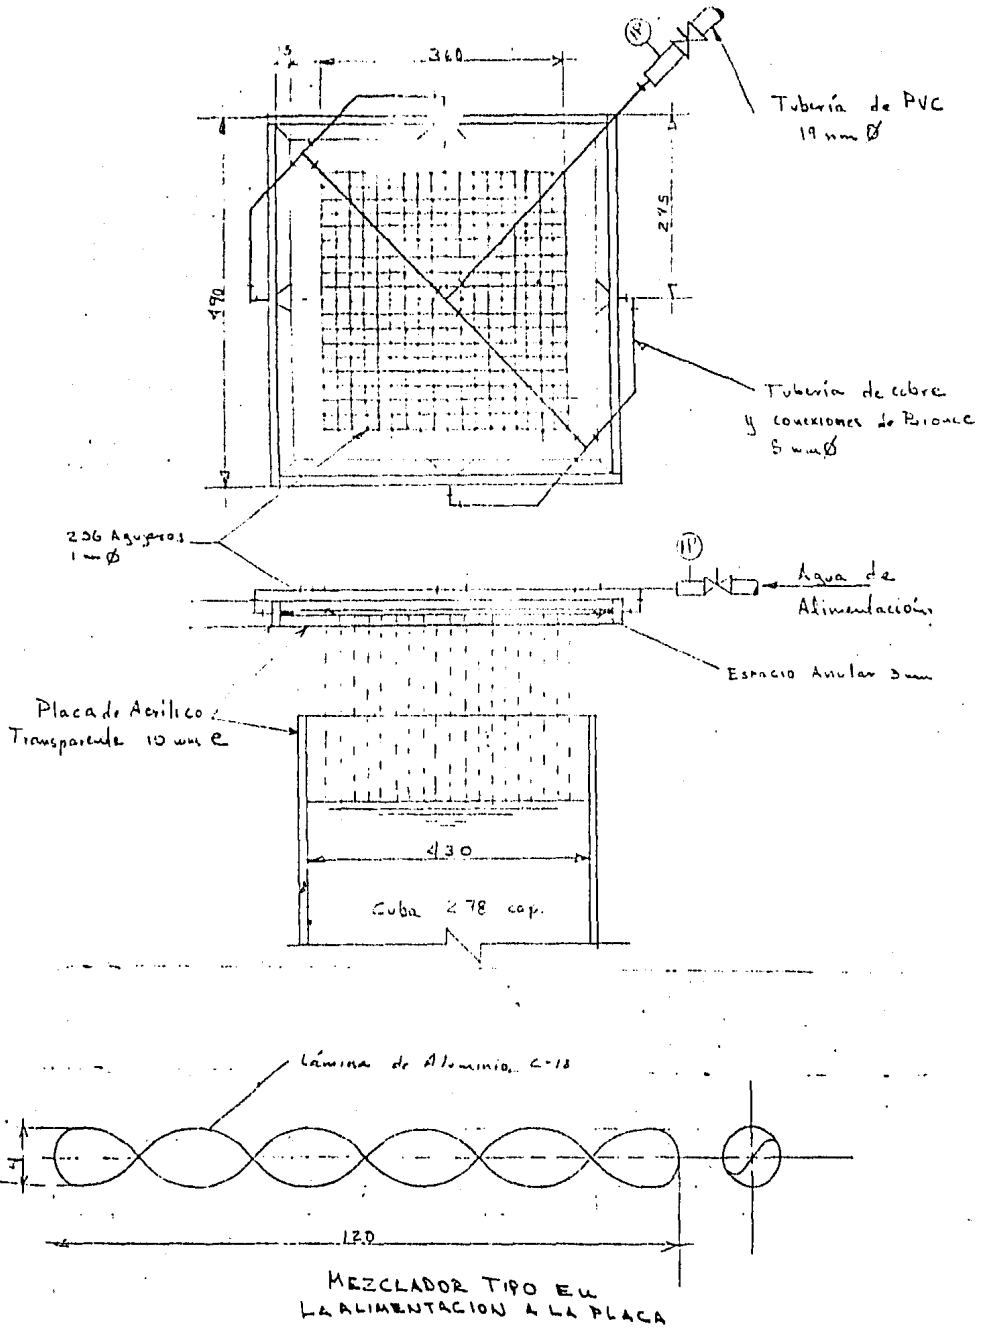 15
360
Tubería de PVC
19 mm Ø
490
Tubería de cobre
y conexiones de Bronce
5 mm Ø
Agujeros
1 mm Ø
Agua de
Alimentación
Espacio Anular 3 mm
Placa de Acrílico
Transparente 10 mm e
430
Cuba 278 cap.
Lámina de Aluminio, C-18
120
MEZCLADOR TIPO EN
LA ALIMENTACION A LA PLACA